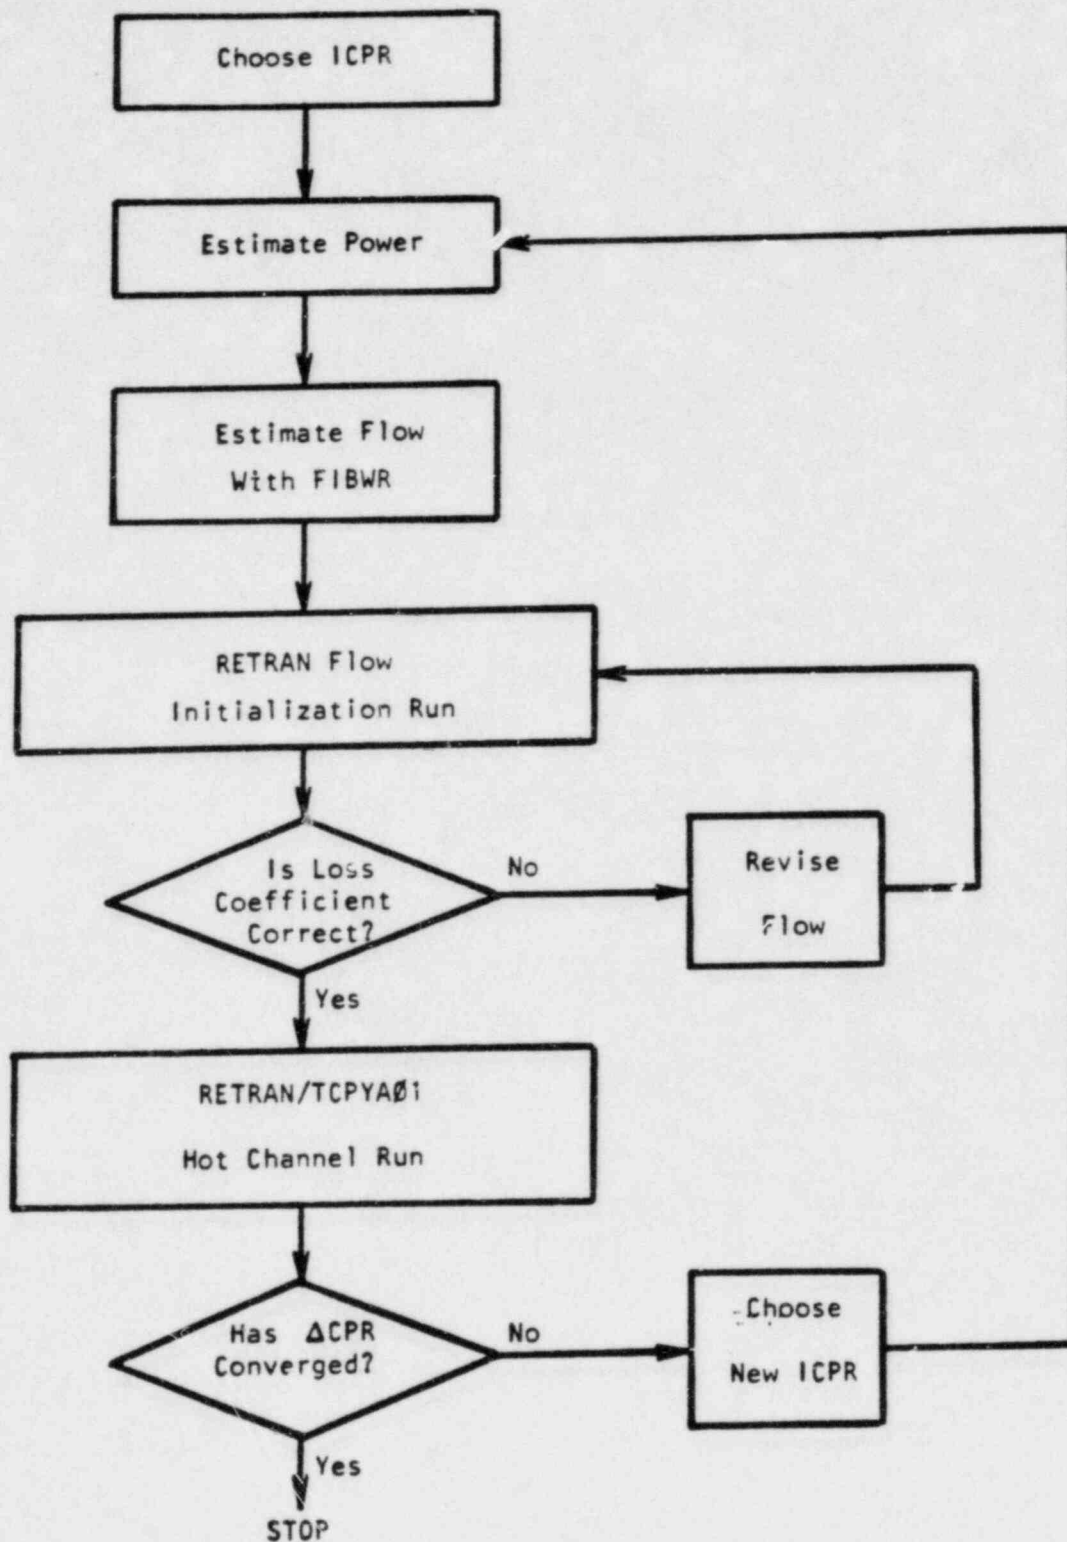 Choose ICPR
Estimate Power
Estimate Flow
With FIBWR
RETRAN Flow
Initialization Run
Is Loss
Coefficient
Correct?
No
Revise
Flow
Yes
RETRAN/TCPYAØ1
Hot Channel Run
Has ΔCPR
Converged?
No
Choose
New ICPR
Yes
STOP